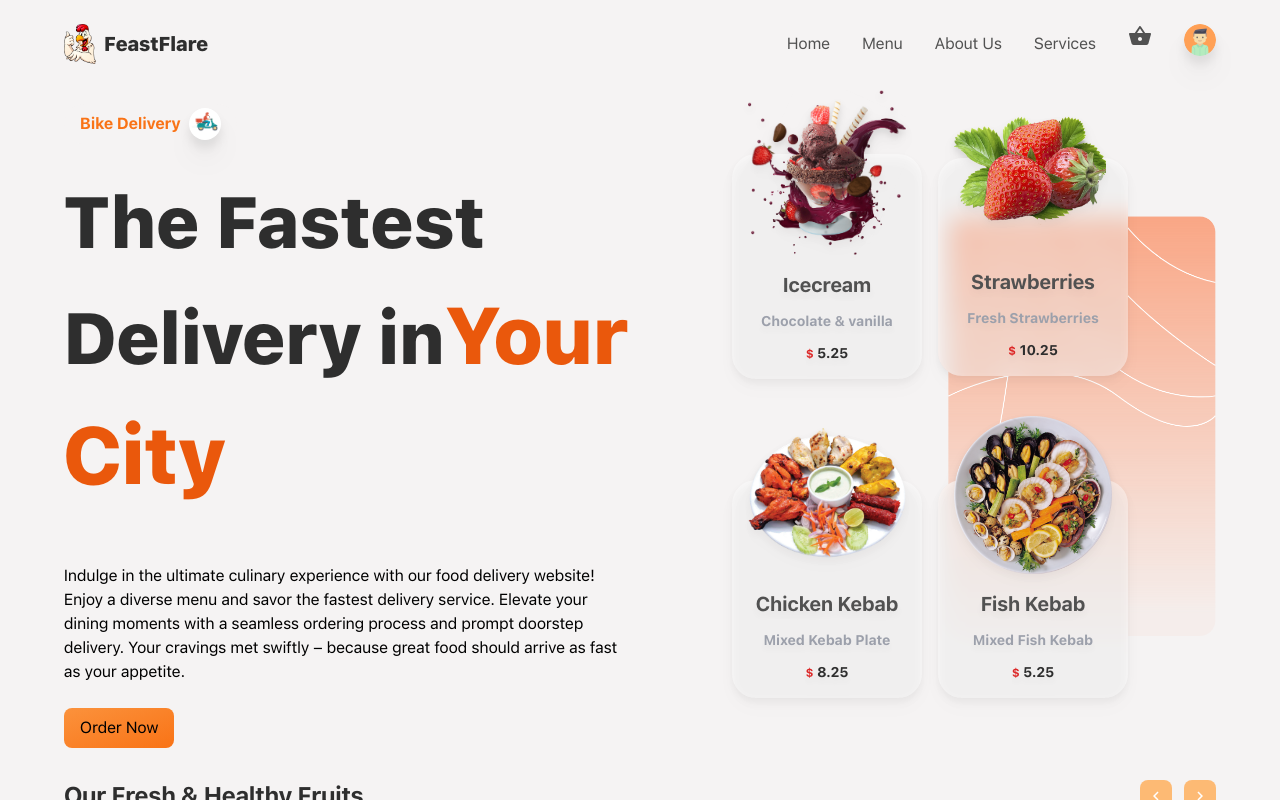 FeastFlare
Home
Menu
About Us
Services
Bike Delivery
The Fastest
Delivery in Your
City
Indulge in the ultimate culinary experience with our food delivery website!
Enjoy a diverse menu and savor the fastest delivery service. Elevate your
dining moments with a seamless ordering process and prompt doorstep
delivery. Your cravings met swiftly – because great food should arrive as fast
as your appetite.
Order Now
Icecream
Chocolate & vanilla
$ 5.25
Strawberries
Fresh Strawberries
$ 10.25
Chicken Kebab
Mixed Kebab Plate
$ 8.25
Fish Kebab
Mixed Fish Kebab
$ 5.25
Our Fresh & Healthy Fruits